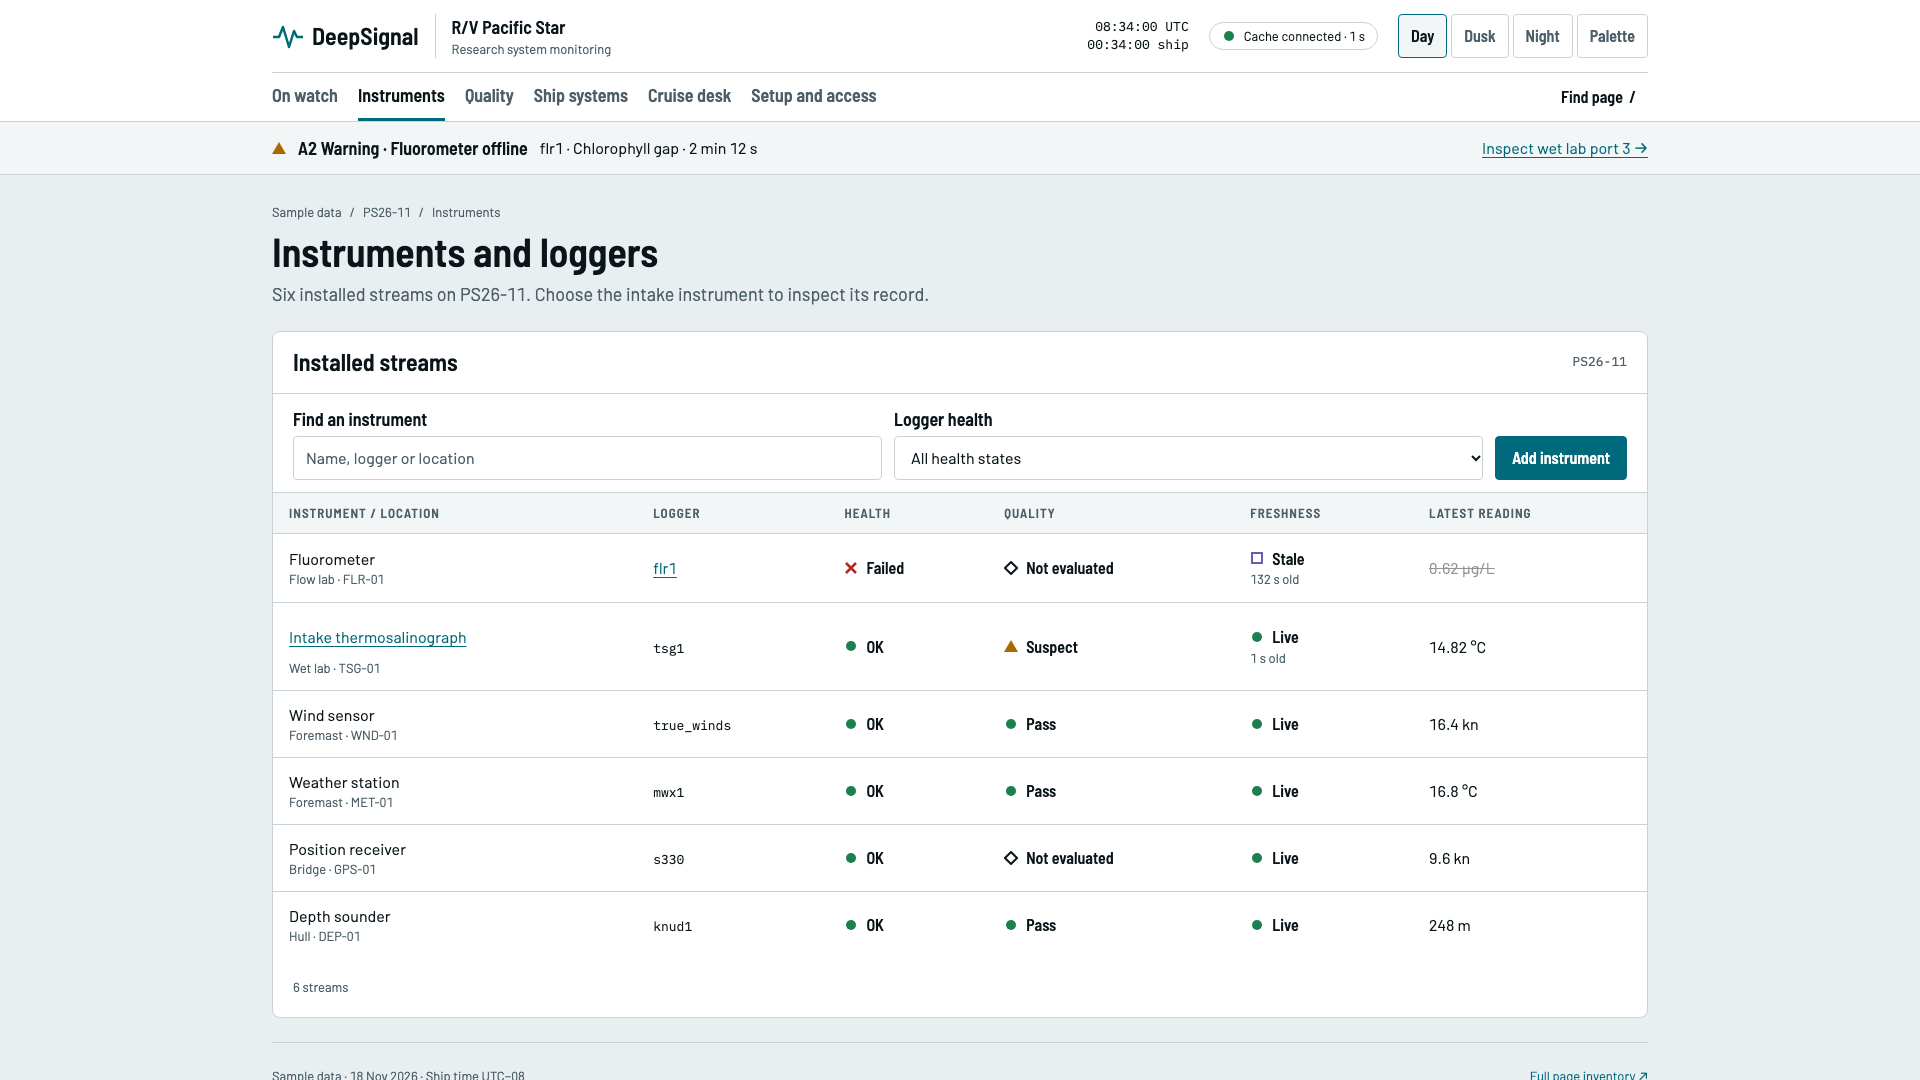 DeepSignal
R/V Pacific Star
Research system monitoring
08:34:00 UTC
00:34:00 ship
Cache connected · 1 s
Day
Dusk
Night
Palette
On watch
Instruments
Quality
Ship systems
Cruise desk
Setup and access
Find page /
A2 Warning · Fluorometer offline
flr1 · Chlorophyll gap · 2 min 12 s
Inspect wet lab port 3 →
Sample data / PS26-11 / Instruments
Instruments and loggers
Six installed streams on PS26-11. Choose the intake instrument to inspect its record.
Installed streams
PS26-11
Find an instrument
Logger health
Name, logger or location
All health states
Add instrument
INSTRUMENT / LOCATION
LOGGER
HEALTH
QUALITY
FRESHNESS
LATEST READING
Fluorometer
Flow lab · FLR-01
flr1
Failed
Not evaluated
Stale
132 s old
0.62 µg/L
Intake thermosalinograph
Wet lab · TSG-01
tsg1
OK
Suspect
Live
1 s old
14.82 °C
Wind sensor
Foremast · WND-01
true_winds
OK
Pass
Live
16.4 kn
Weather station
Foremast · MET-01
mwx1
OK
Pass
Live
16.8 °C
Position receiver
Bridge · GPS-01
s330
OK
Not evaluated
Live
9.6 kn
Depth sounder
Hull · DEP-01
knud1
OK
Pass
Live
248 m
6 streams
Sample data · 18 Nov 2026 · Ship time UTC−08
Full page inventory ↗